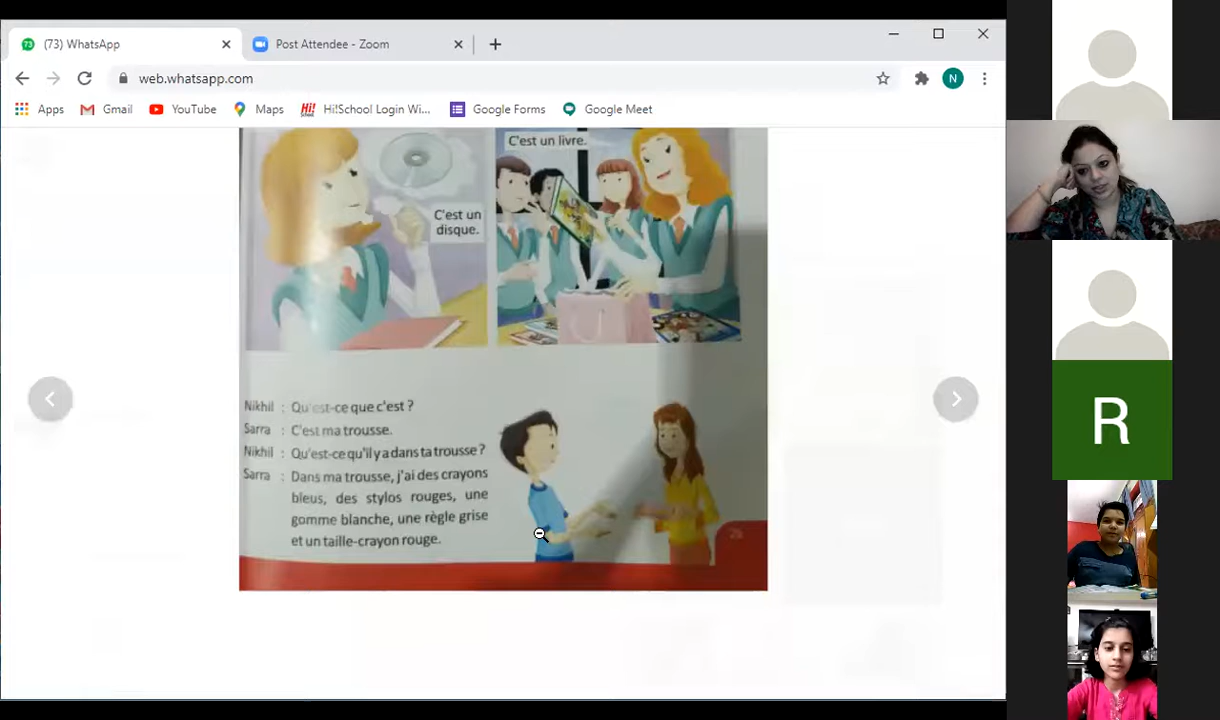 73
(73) WhatsApp
Post Attendee - Zoom
web.whatsapp.com
N
Apps
Gmail
YouTube
Maps
Hi! Hi!School Login Wi...
Google Forms
Google Meet
C'est un
disque.
C'est un livre.
Nikhil : Qu'est-ce que c'est ?
Sarra : C'est ma trousse.
Nikhil : Qu'est-ce qu'il y a dans ta trousse ?
Sarra : Dans ma trousse, j'ai des crayons
bleus, des stylos rouges, une
gomme blanche, une règle grise
et un taille-crayon rouge.
R